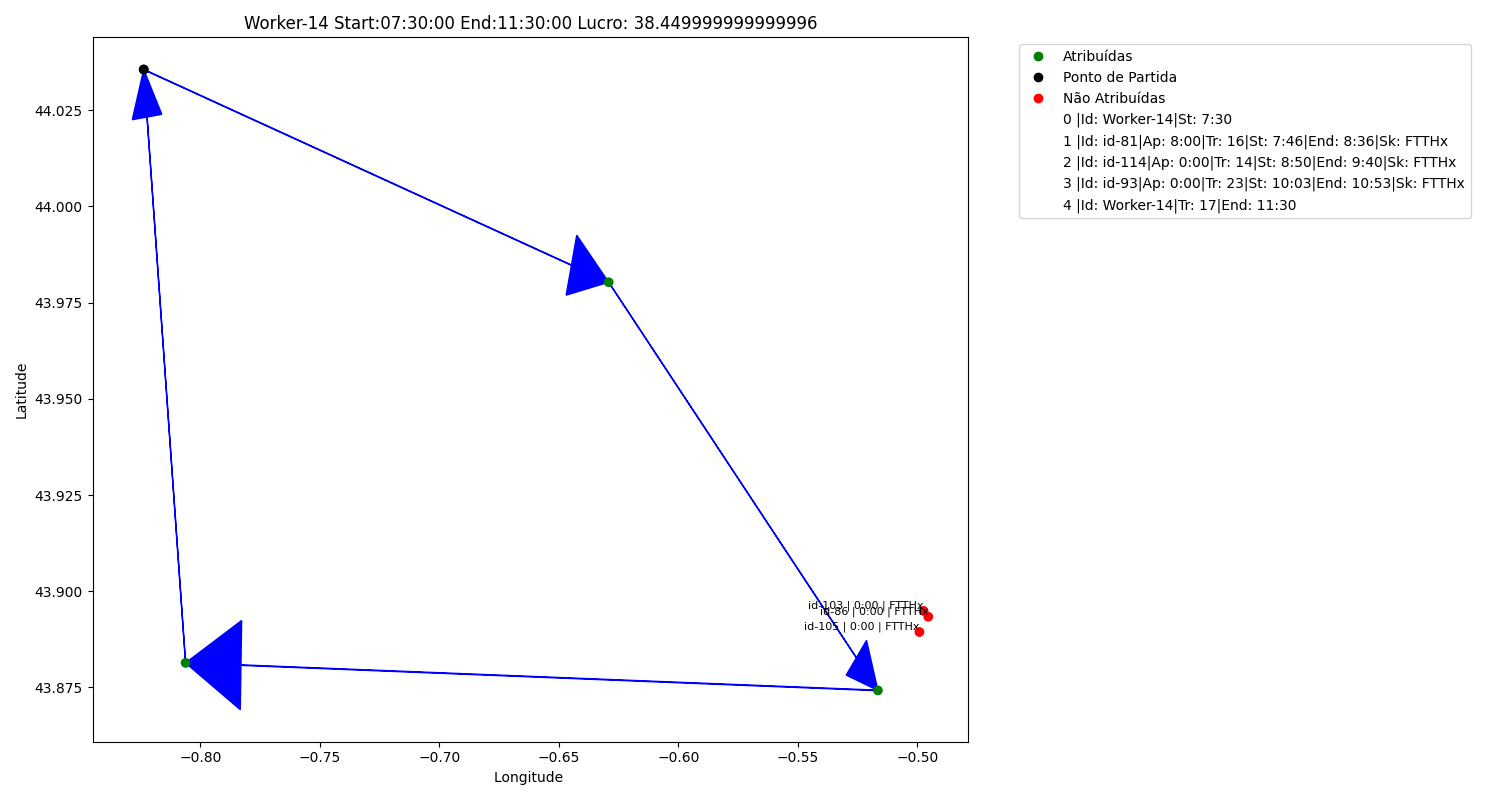 Worker-14 Start:07:30:00 End:11:30:00 Lucro: 38.449999999999996
Atribuídas
Ponto de Partida
Não Atribuídas
0 |Id: Worker-14|St: 7:30
1 |Id: id-81|Ap: 8:00|Tr: 16|St: 7:46|End: 8:36|Sk: FTTHx
2 |Id: id-114|Ap: 0:00|Tr: 14|St: 8:50|End: 9:40|Sk: FTTHx
3 |Id: id-93|Ap: 0:00|Tr: 23|St: 10:03|End: 10:53|Sk: FTTHx
4 |Id: Worker-14|Tr: 17|End: 11:30
Latitude
44.025
44.000
43.975
43.950
43.925
43.900
43.875
id-103 | 0:00 | FTTHx
id-86 | 0:00 | FTTHx
id-105 | 0:00 | FTTHx
−0.80 −0.75 −0.70 −0.65 −0.60 −0.55 −0.50
Longitude